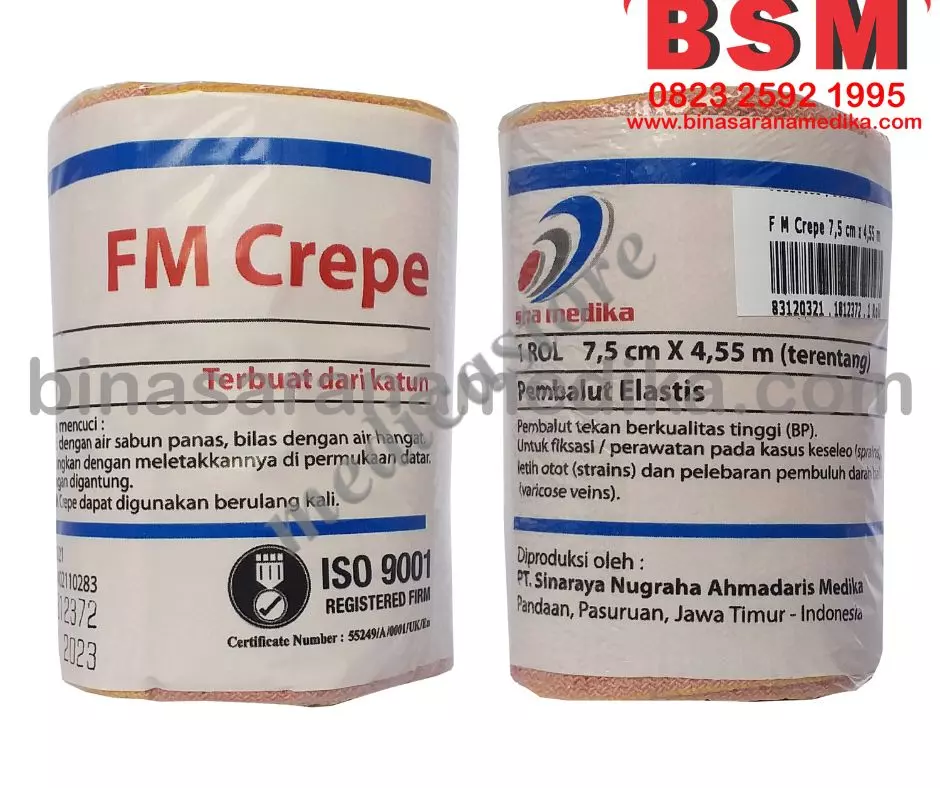 BSM
0823 2592 1995
www.binasaranamedika.com
FM Crepe
Terbuat dari katun
mencuci :
dengan air sabun panas, bilas dengan air hangat,
dengan meletakkannya di permukaan datar.
digantung.
Crepe dapat digunakan berulang kali.
2023
ISO 9001
REGISTERED FIRM
Certificate Number : 55249/A/0001/UK/En
F M Crepe 7,5 cm x 4,55 m
83120321 . 1812372 . 1 Roll
medika
1 ROL 7,5 cm X 4,55 m (terentang)
Pembalut Elastis
Pembalut tekan berkualitas tinggi (BP).
Untuk fiksasi / perawatan pada kasus keseleo (sprains),
letih otot (strains) dan pelebaran pembuluh darah
(varicose veins).
Diproduksi oleh :
PT. Sinaraya Nugraha Ahmadaris Medika
Pandaan, Pasuruan, Jawa Timur - Indonesia
binasaranamedika.com
medicastore